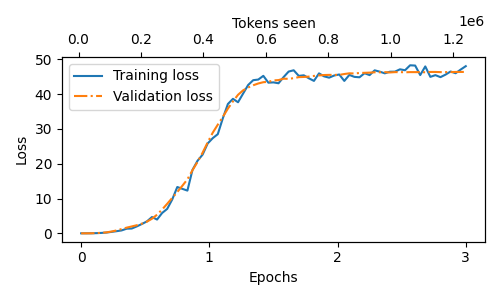 Tokens seen
0.0 0.2 0.4 0.6 0.8 1.0 1.2
1e6
50
40
30
20
10
0
Loss
Training loss
Validation loss
0 1 2 3
Epochs